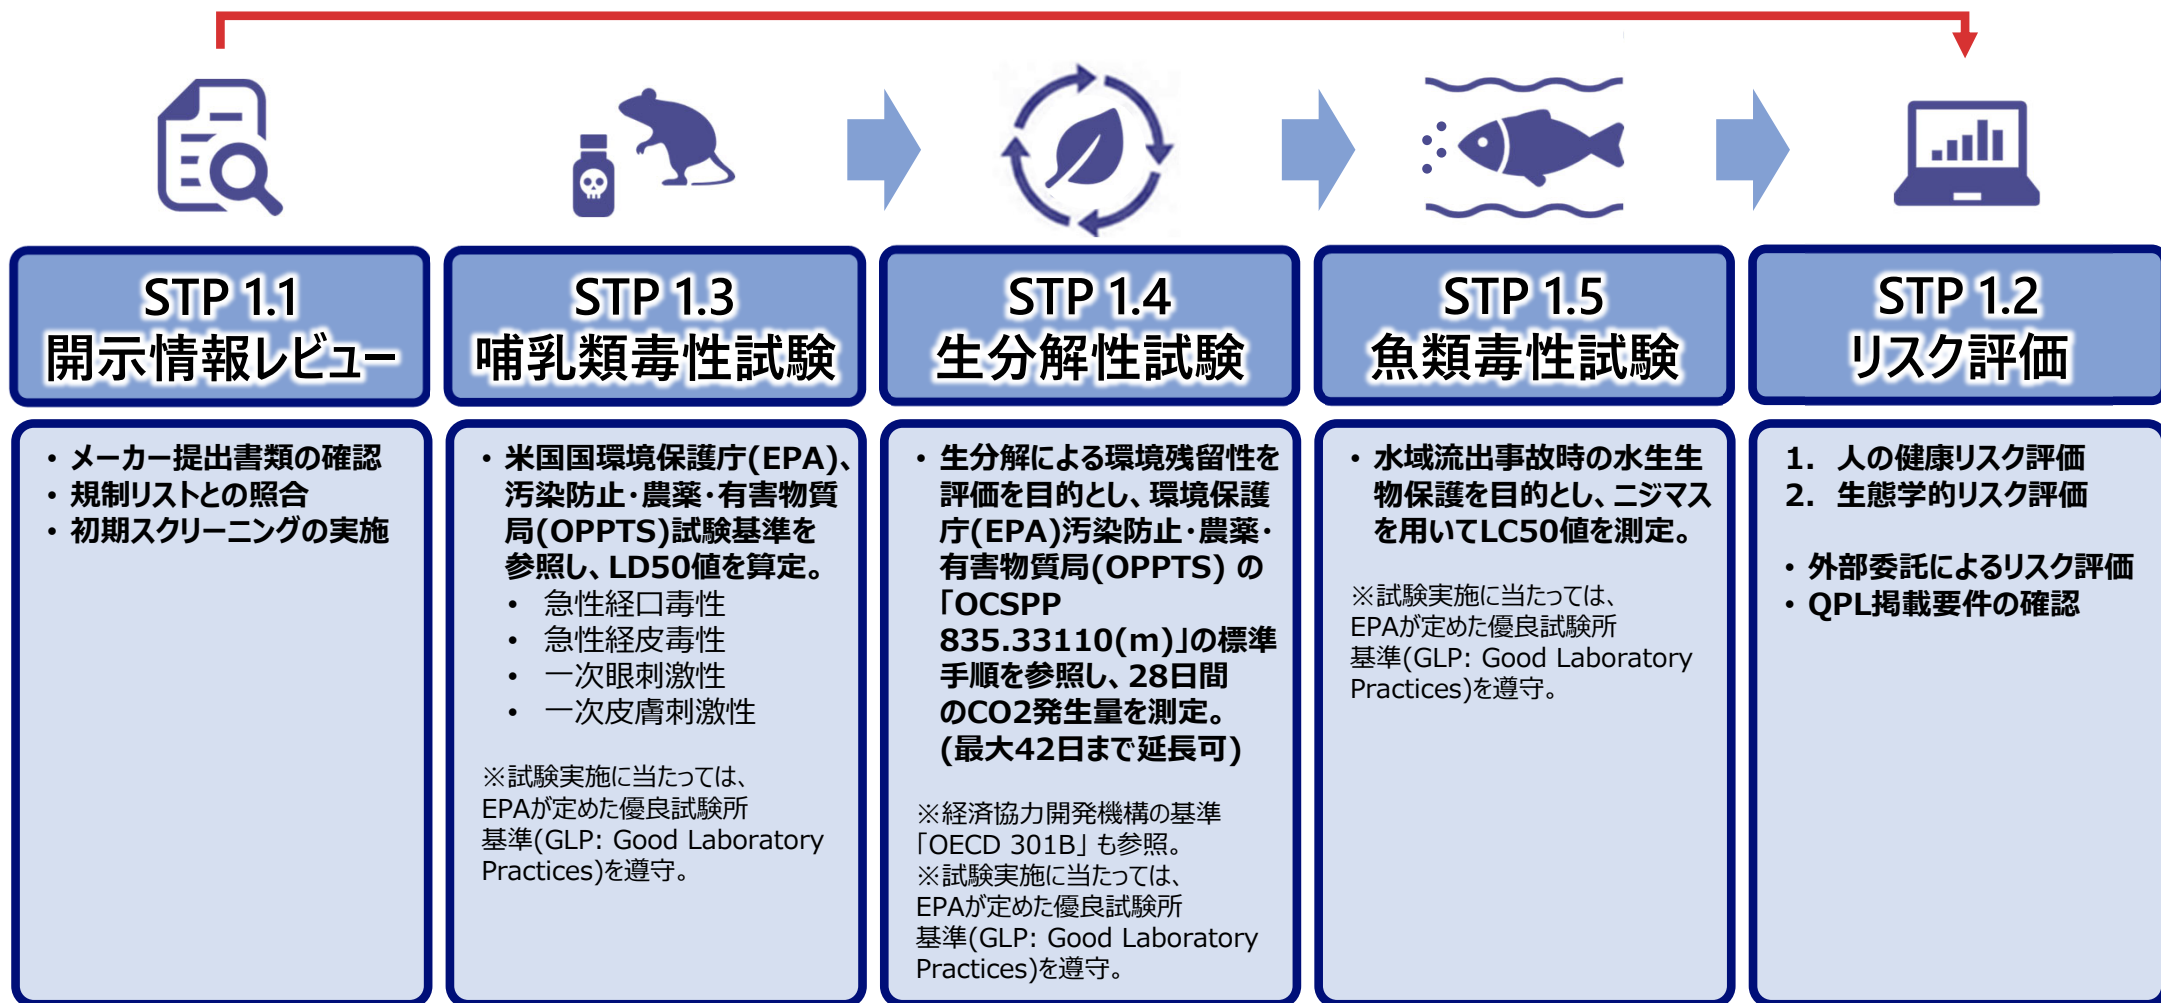 STP 1.1
開示情報レビュー
・メーカー提出書類の確認
・規制リストとの照合
・初期スクリーニングの実施
STP 1.3
哺乳類毒性試験
・米国国環境保護庁(EPA)、
汚染防止・農薬・有害物質
局(OPPTS)試験基準を
参照し、LD50値を算定。
• 急性経口毒性
• 急性経皮毒性
• 一次眼刺激性
• 一次皮膚刺激性
※試験実施に当たっては、
EPAが定めた優良試験所
基準(GLP: Good Laboratory
Practices)を遵守。
STP 1.4
生分解性試験
・生分解による環境残留性を
評価を目的とし、環境保護
庁(EPA)汚染防止・農薬・
有害物質局(OPPTS) の
「OCSPP
835.33110(m)」の標準
手順を参照し、28日間
のCO2発生量を測定。
(最大42日まで延長可)
※経済協力開発機構の基準
「OECD 301B」も参照。
※試験実施に当たっては、
EPAが定めた優良試験所
基準(GLP: Good Laboratory
Practices)を遵守。
STP 1.5
魚類毒性試験
・水域流出事故時の水生生
物保護を目的とし、ニジマス
を用いてLC50値を測定。
※試験実施に当たっては、
EPAが定めた優良試験所
基準(GLP: Good Laboratory
Practices)を遵守。
STP 1.2
リスク評価
1. 人の健康リスク評価
2. 生態学的リスク評価
・外部委託によるリスク評価
・QPL掲載要件の確認